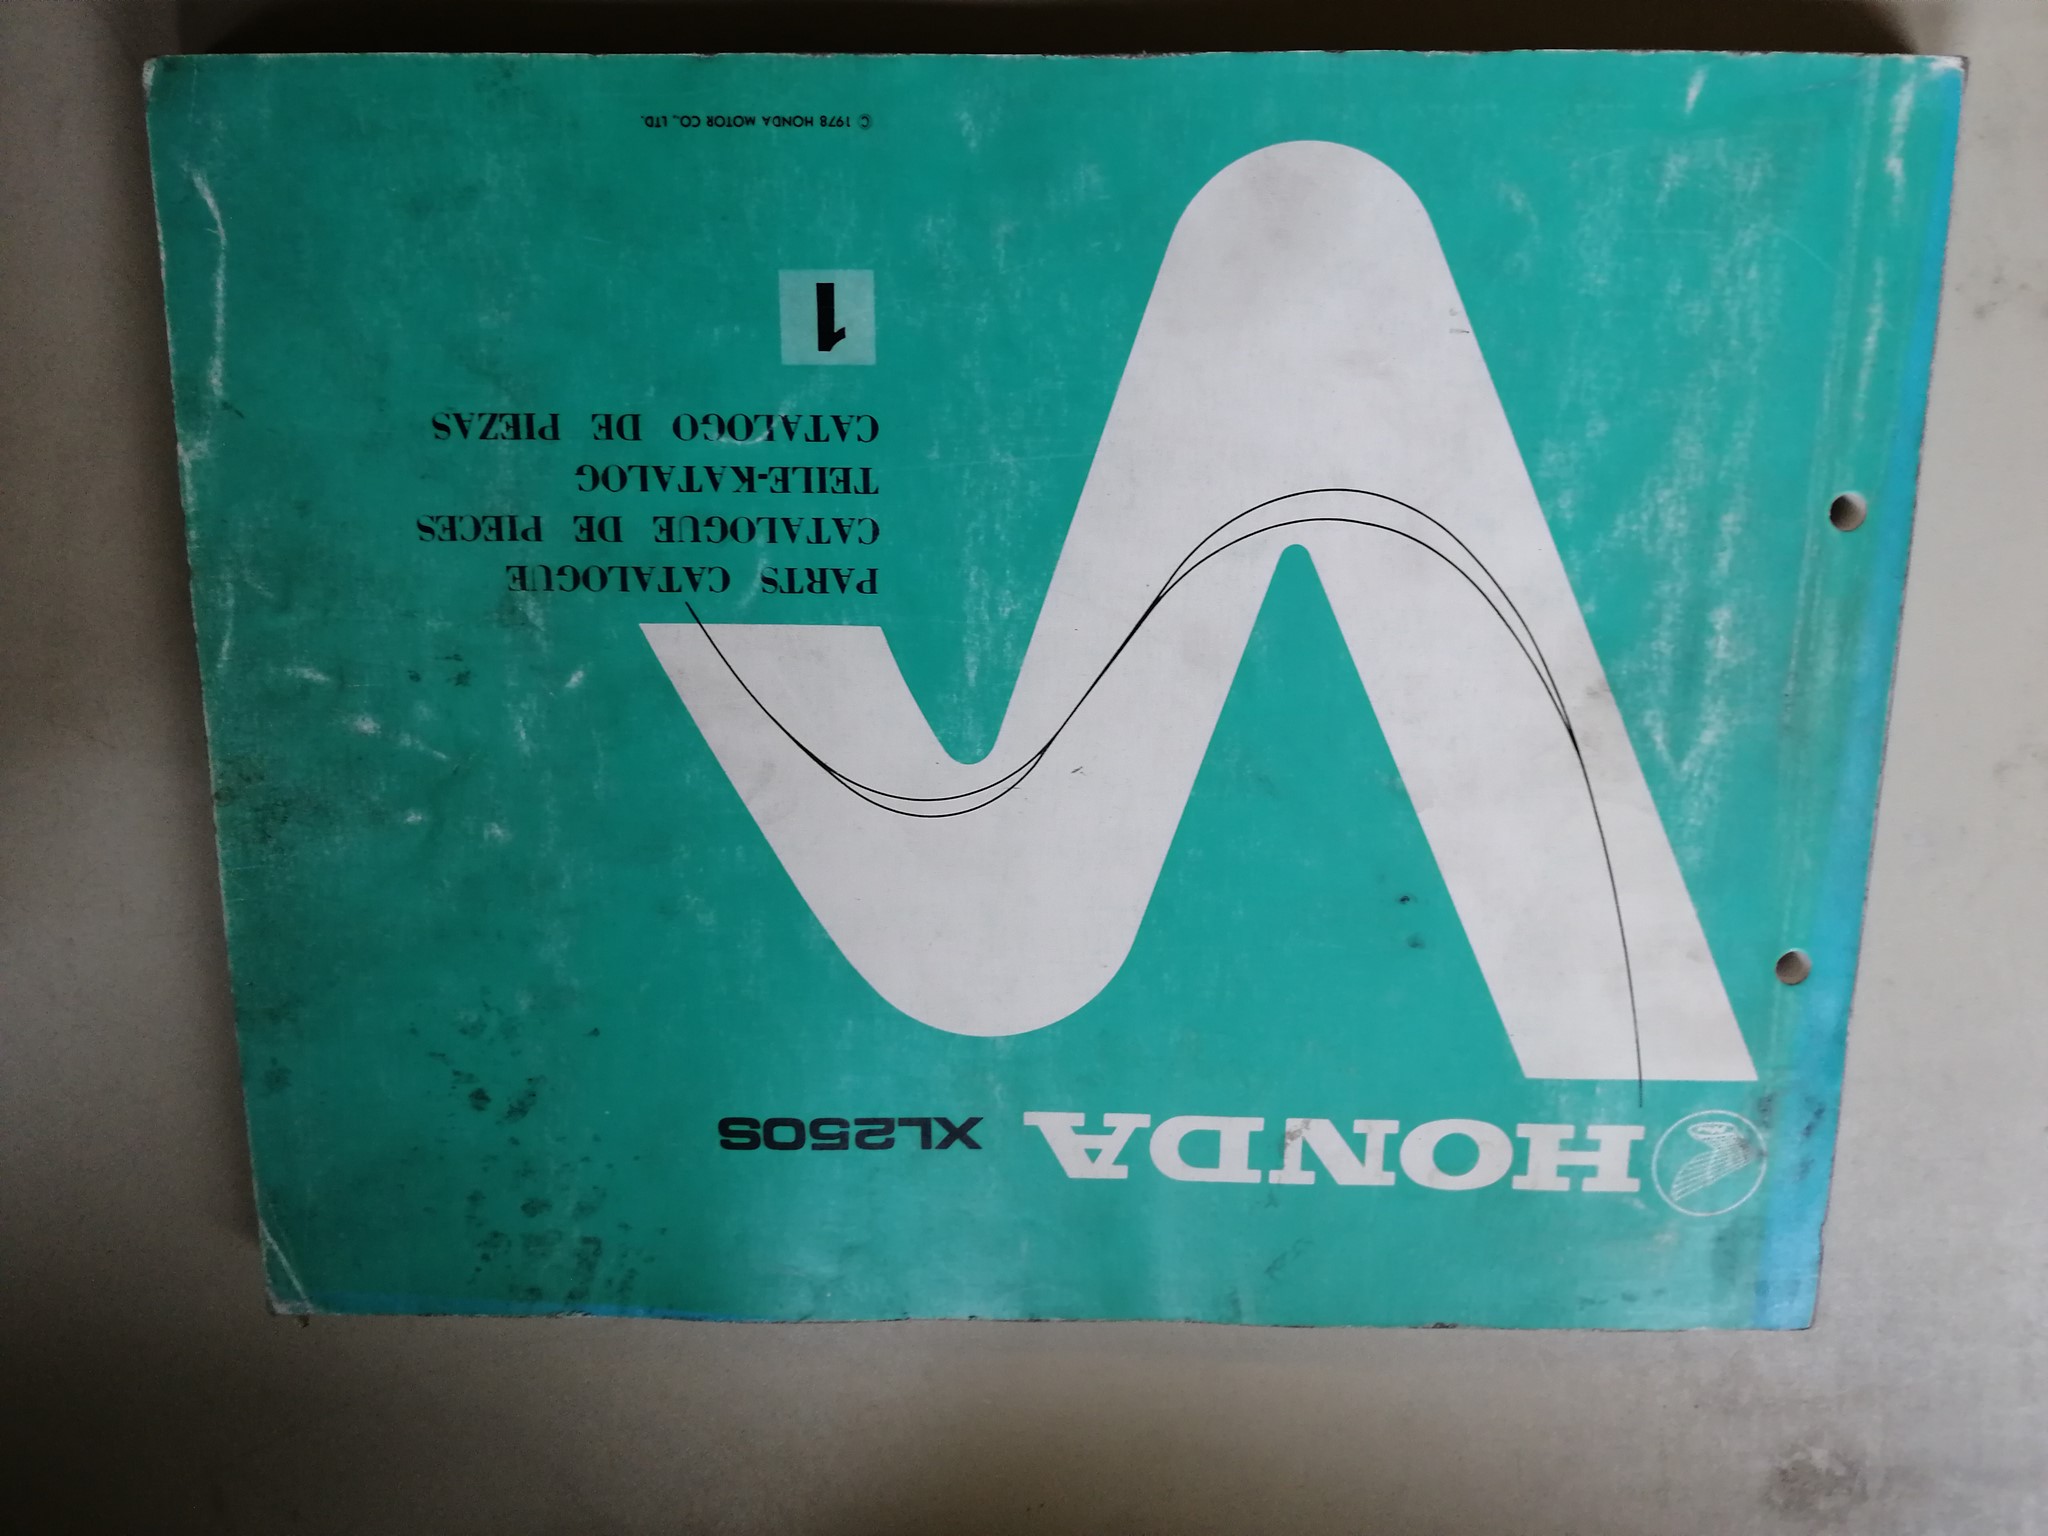 HONDA XL250S
PARTS CATALOGUE
CATALOGUE DE PIECES
TEILE-KATALOG
CATALOGO DE PIEZAS
1
© 1978 HONDA MOTOR CO., LTD.